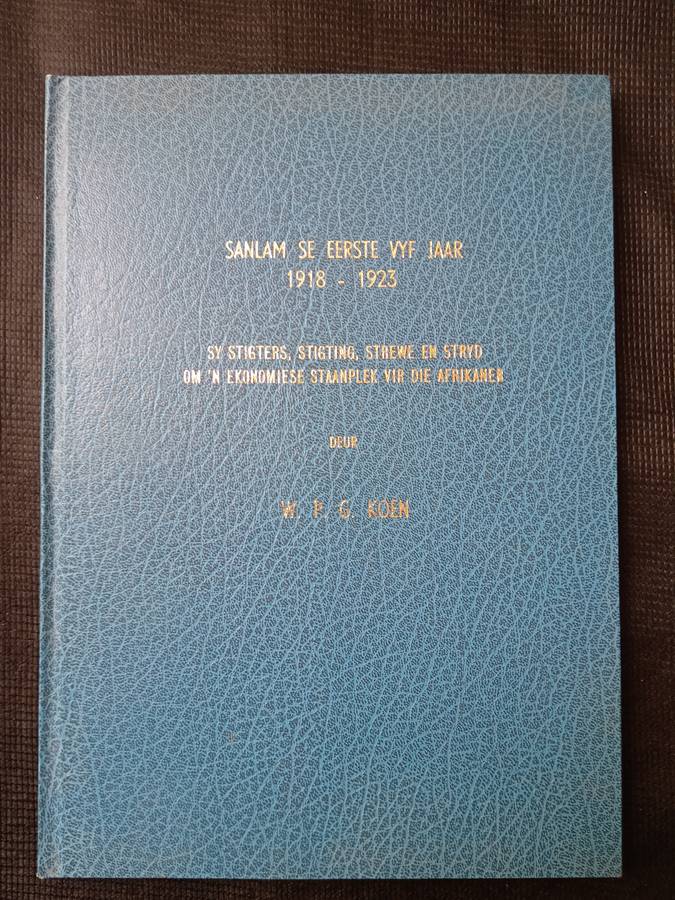 SANLAM SE EERSTE VYF JAAR
1918 - 1923
SY STIGTERS, STIGTING, STREWE EN STRYD
OM 'N EKONOMIESE STAANPLEK VIR DIE AFRIKANER
DEUR
W. P. G. KOEN